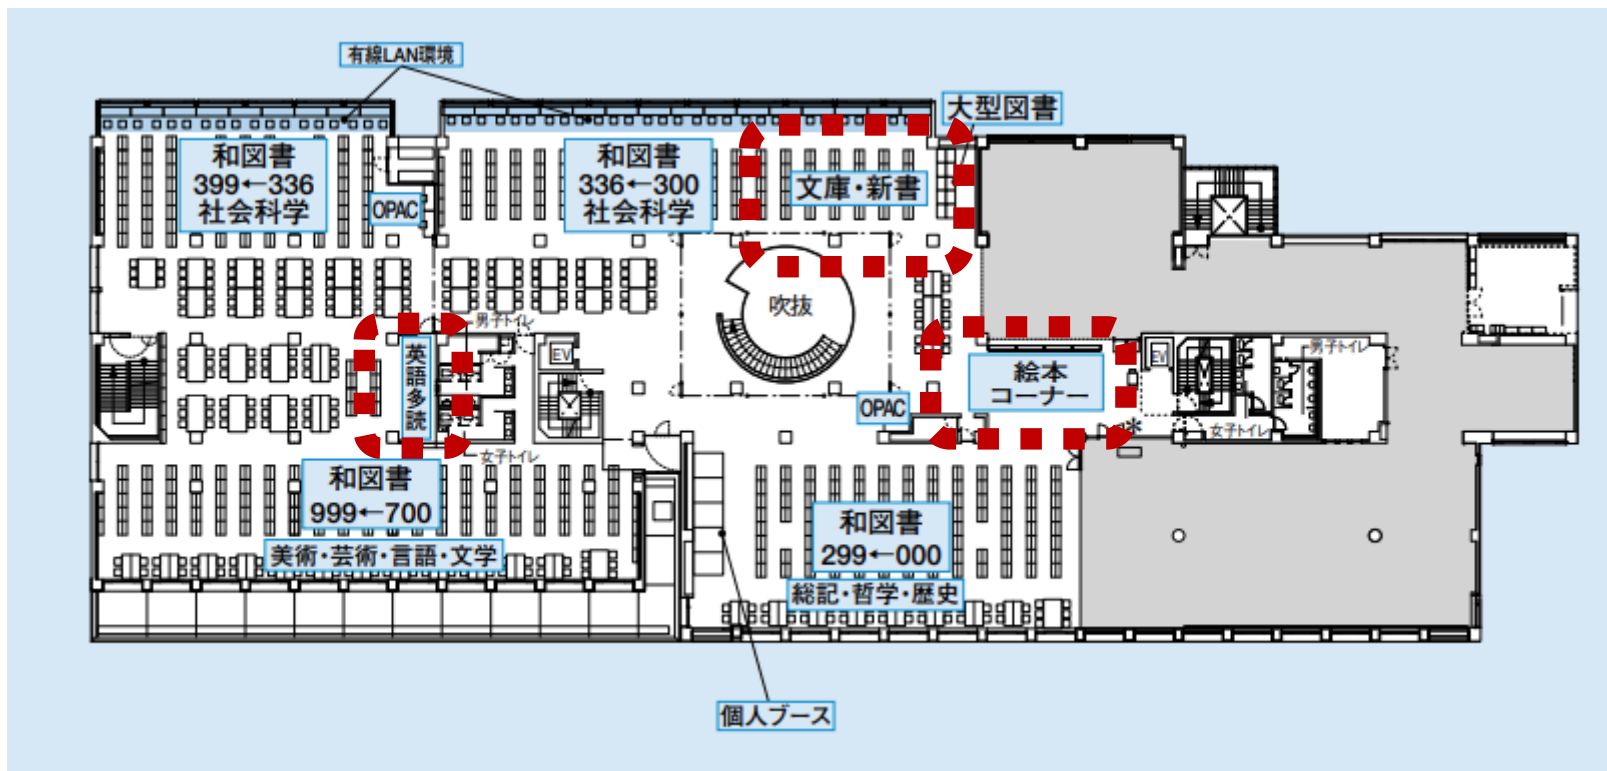 有線LAN環境
大型図書
和図書
399←336
社会科学
OPAC
和図書
336←300
社会科学
文庫・新書
吹抜
男子トイレ
英語多読
EV
絵本
コーナー
EV
男子トイレ
OPAC
*
女子トイレ
女子トイレ
和図書
999←700
美術・芸術・言語・文学
和図書
299←000
総記・哲学・歴史
個人ブース